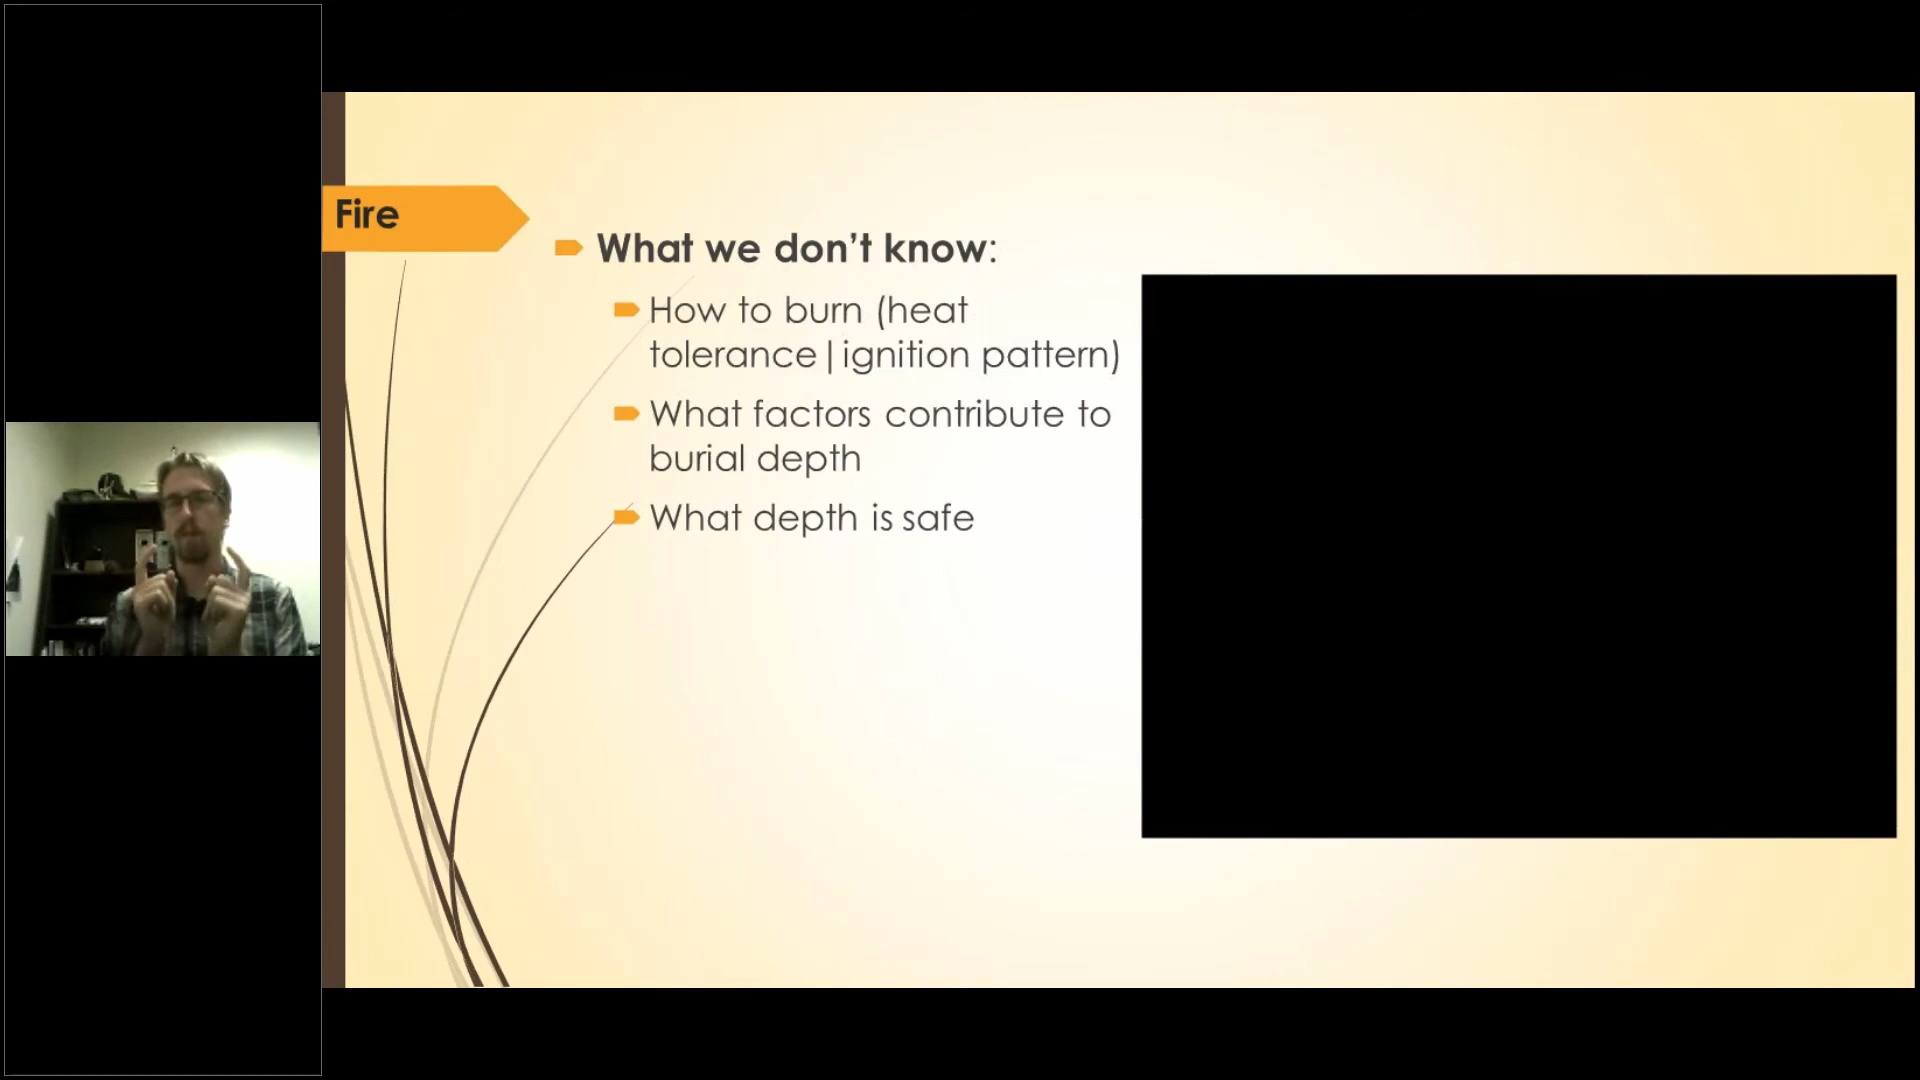 Fire
What we don’t know:
How to burn (heat
tolerance|ignition pattern)
What factors contribute to
burial depth
What depth is safe